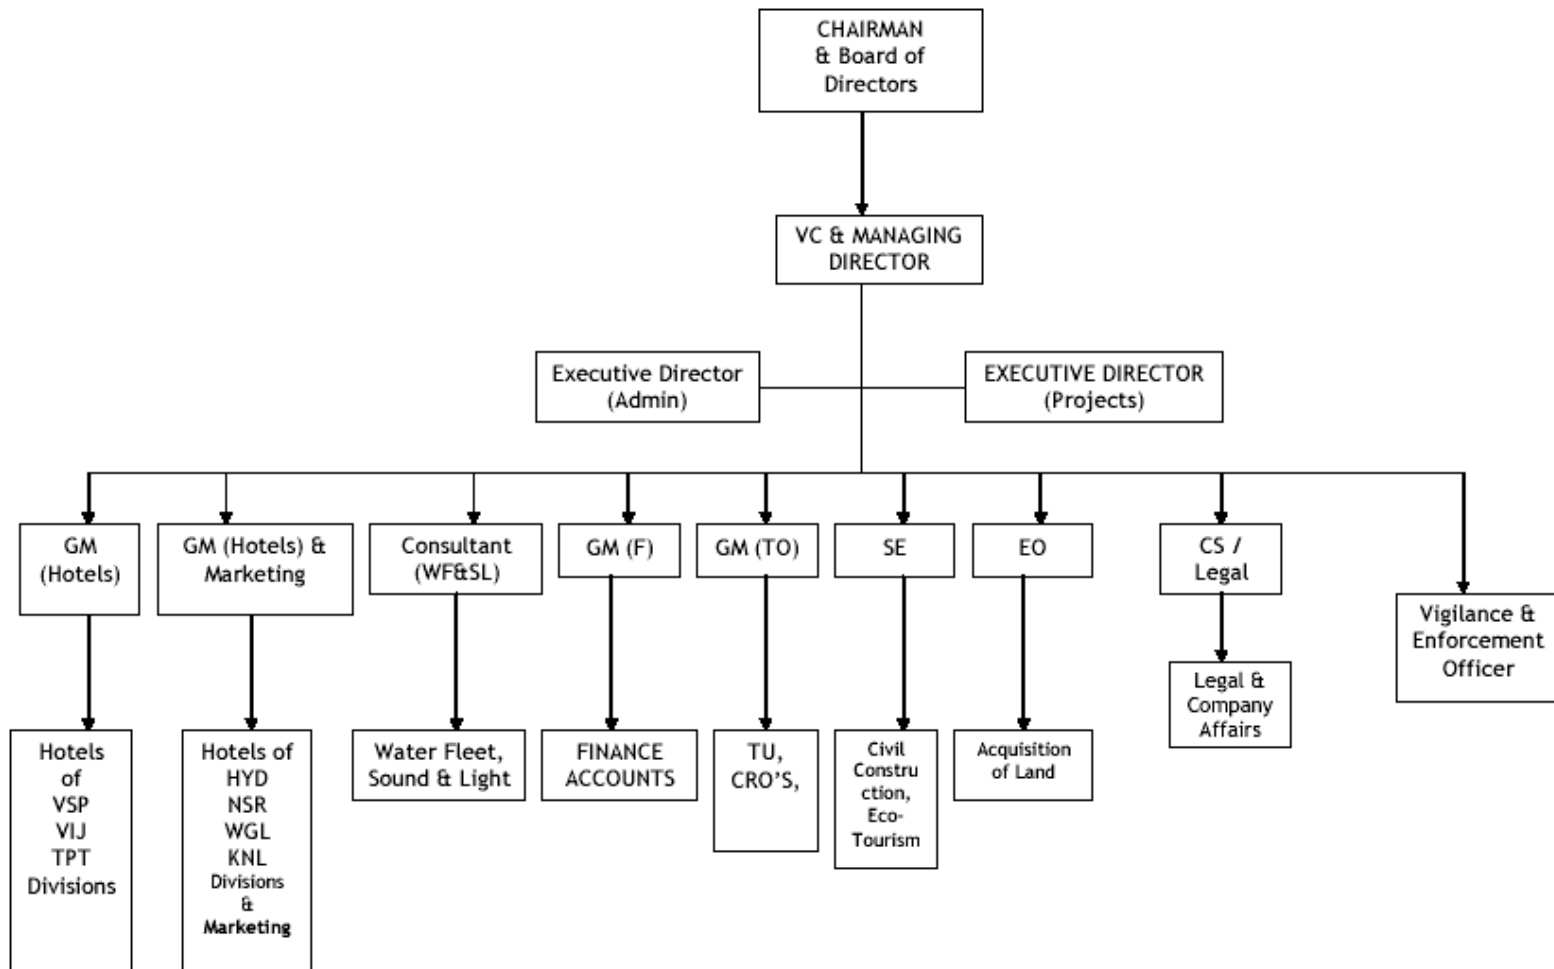 CHAIRMAN
& Board of
Directors
VC & MANAGING
DIRECTOR
Executive Director
(Admin)
EXECUTIVE DIRECTOR
(Projects)
GM
(Hotels)
GM (Hotels) &
Marketing
Consultant
(WF&SL)
GM (F)
GM (TO)
SE
EO
CS /
Legal
Vigilance &
Enforcement
Officer
Hotels
of
VSP
VIJ
TPT
Divisions
Hotels of
HYD
NSR
WGL
KNL
Divisions
&
Marketing
Water Fleet,
Sound & Light
FINANCE
ACCOUNTS
TU,
CRO'S,
Civil
Constru
ction,
Eco-
Tourism
Acquisition
of Land
Legal &
Company
Affairs